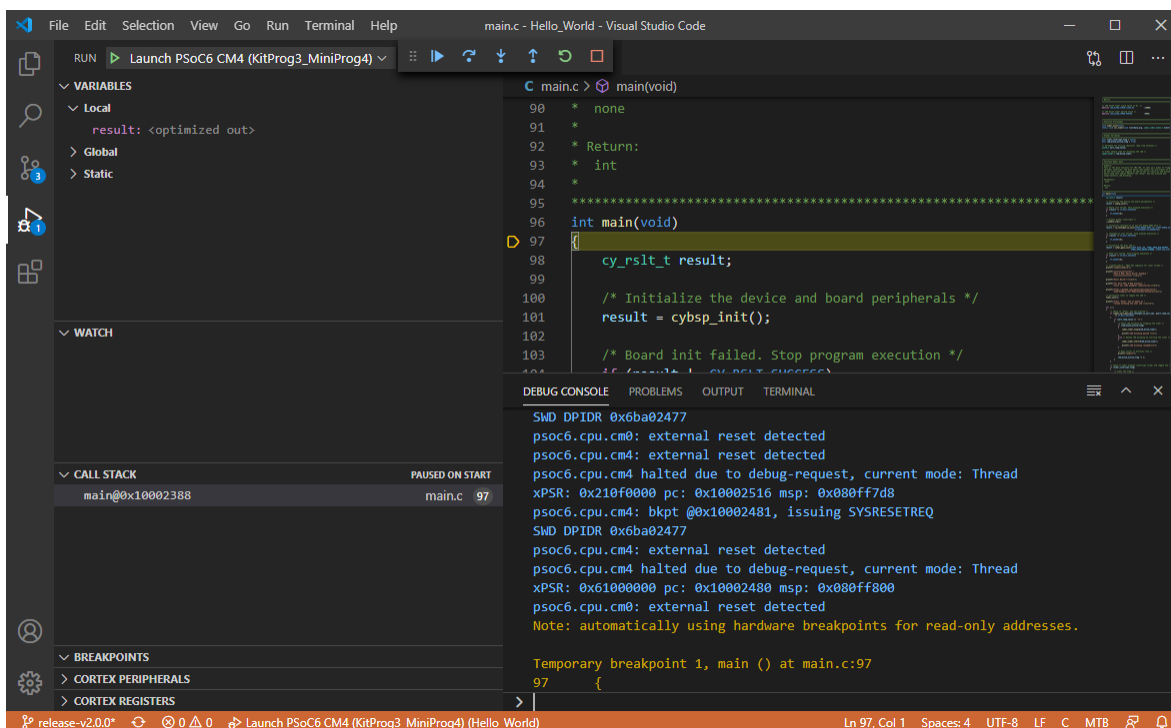 File Edit Selection View Go Run Terminal Help main.c - Hello_World - Visual Studio Code
RUN Launch PSoC6 CM4 (KitProg3_MiniProg4)
VARIABLES
Local
result: <optimized out>
Global
Static
3
1
WATCH
CALL STACK PAUSED ON START
main@0x10002388 main.c 97
BREAKPOINTS
CORTEX PERIPHERALS
CORTEX REGISTERS
C main.c > main(void)
90 * none
91 *
92 * Return:
93 * int
94 *
95 *******************************************************************
96 int main(void)
97 {
98 cy_rslt_t result;
99
100 /* Initialize the device and board peripherals */
101 result = cybsp_init();
102
103 /* Board init failed. Stop program execution */
DEBUG CONSOLE PROBLEMS OUTPUT TERMINAL
SWD DPIDR 0x6ba02477
psoc6.cpu.cm0: external reset detected
psoc6.cpu.cm4: external reset detected
psoc6.cpu.cm4 halted due to debug-request, current mode: Thread
xPSR: 0x210f0000 pc: 0x10002516 msp: 0x080ff7d8
psoc6.cpu.cm4: bkpt @0x10002481, issuing SYSRESETREQ
SWD DPIDR 0x6ba02477
psoc6.cpu.cm4: external reset detected
psoc6.cpu.cm4 halted due to debug-request, current mode: Thread
xPSR: 0x61000000 pc: 0x10002480 msp: 0x080ff800
psoc6.cpu.cm0: external reset detected
Note: automatically using hardware breakpoints for read-only addresses.
Temporary breakpoint 1, main () at main.c:97
97 {
>
release-v2.0.0* 0 0 Launch PSoC6 CM4 (KitProg3_MiniProg4) (Hello_World) Ln 97, Col 1 Spaces: 4 UTF-8 LF C MTB